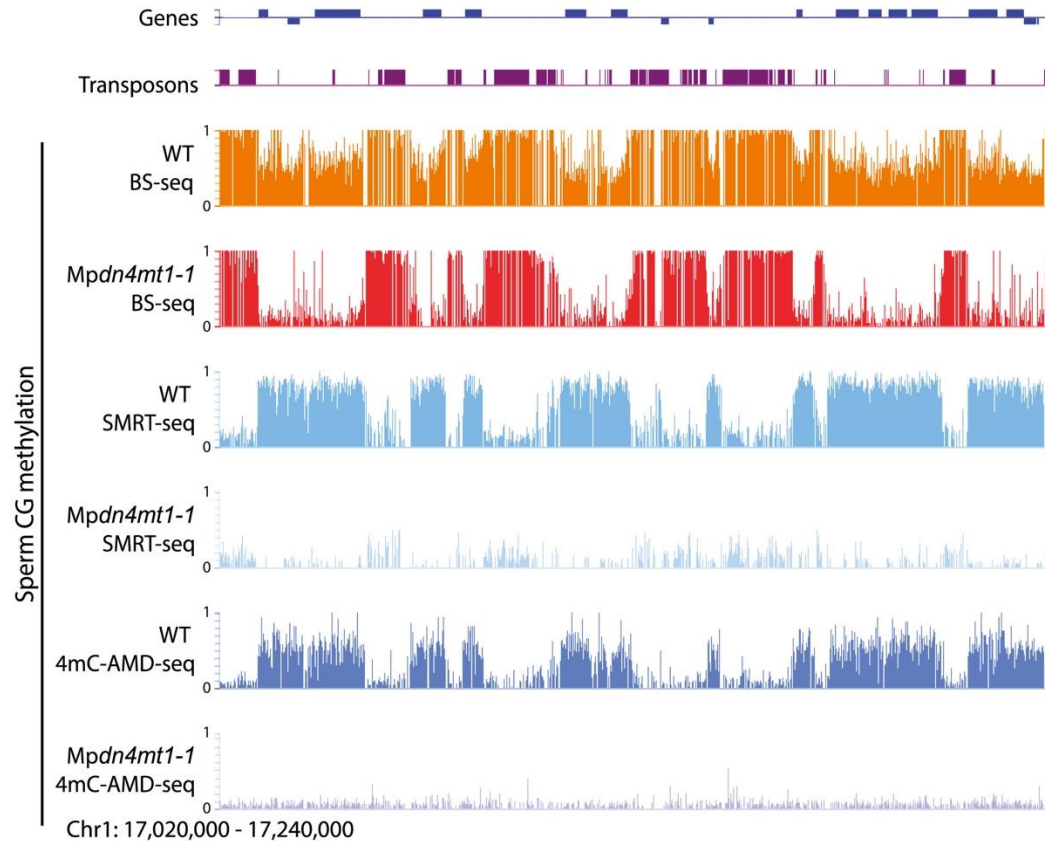 Genes
Transposons
Sperm CG methylation
1
WT
BS-seq
0
1
Mpdn4mt1-1
BS-seq
0
1
WT
SMRT-seq
0
1
Mpdn4mt1-1
SMRT-seq
0
1
WT
4mC-AMD-seq
0
1
Mpdn4mt1-1
4mC-AMD-seq
0
Chr1: 17,020,000 - 17,240,000